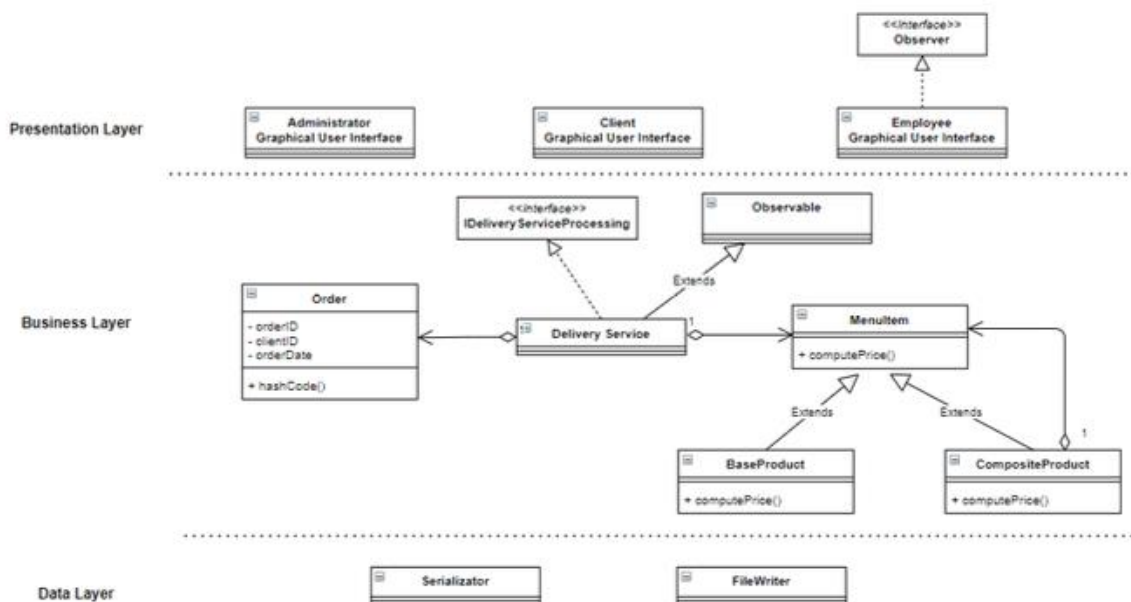 <<Interface>>
Observer
Presentation Layer
Administrator
Graphical User Interface
Client
Graphical User Interface
Employee
Graphical User Interface
<<Interface>>
IDeliveryServiceProcessing
Observable
Extends
Business Layer
Order
- orderID
- clientID
- orderDate
+ hashCode()
1
Delivery Service
1
MenuItem
+ computePrice()
Extends
Extends
1
BaseProduct
+ computePrice()
CompositeProduct
+ computePrice()
Data Layer
Serializator
FileWriter